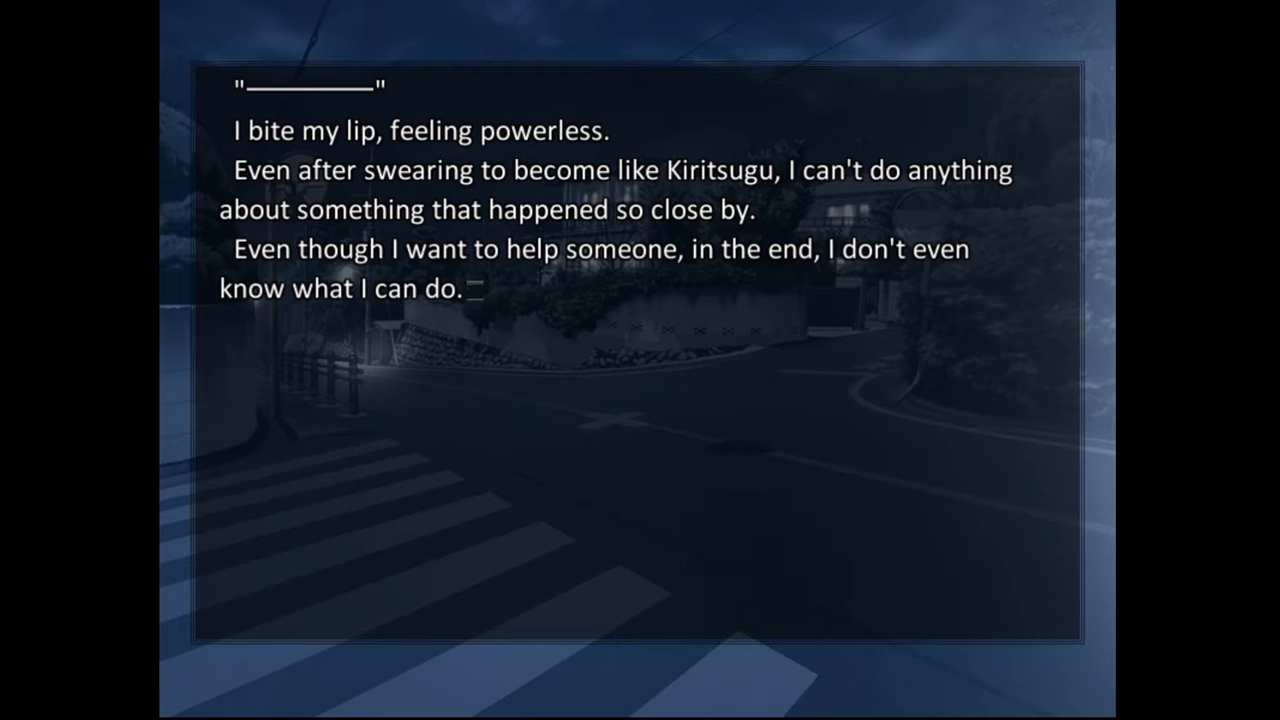 "―――――"
I bite my lip, feeling powerless.
Even after swearing to become like Kiritsugu, I can't do anything
about something that happened so close by.
Even though I want to help someone, in the end, I don't even
know what I can do.